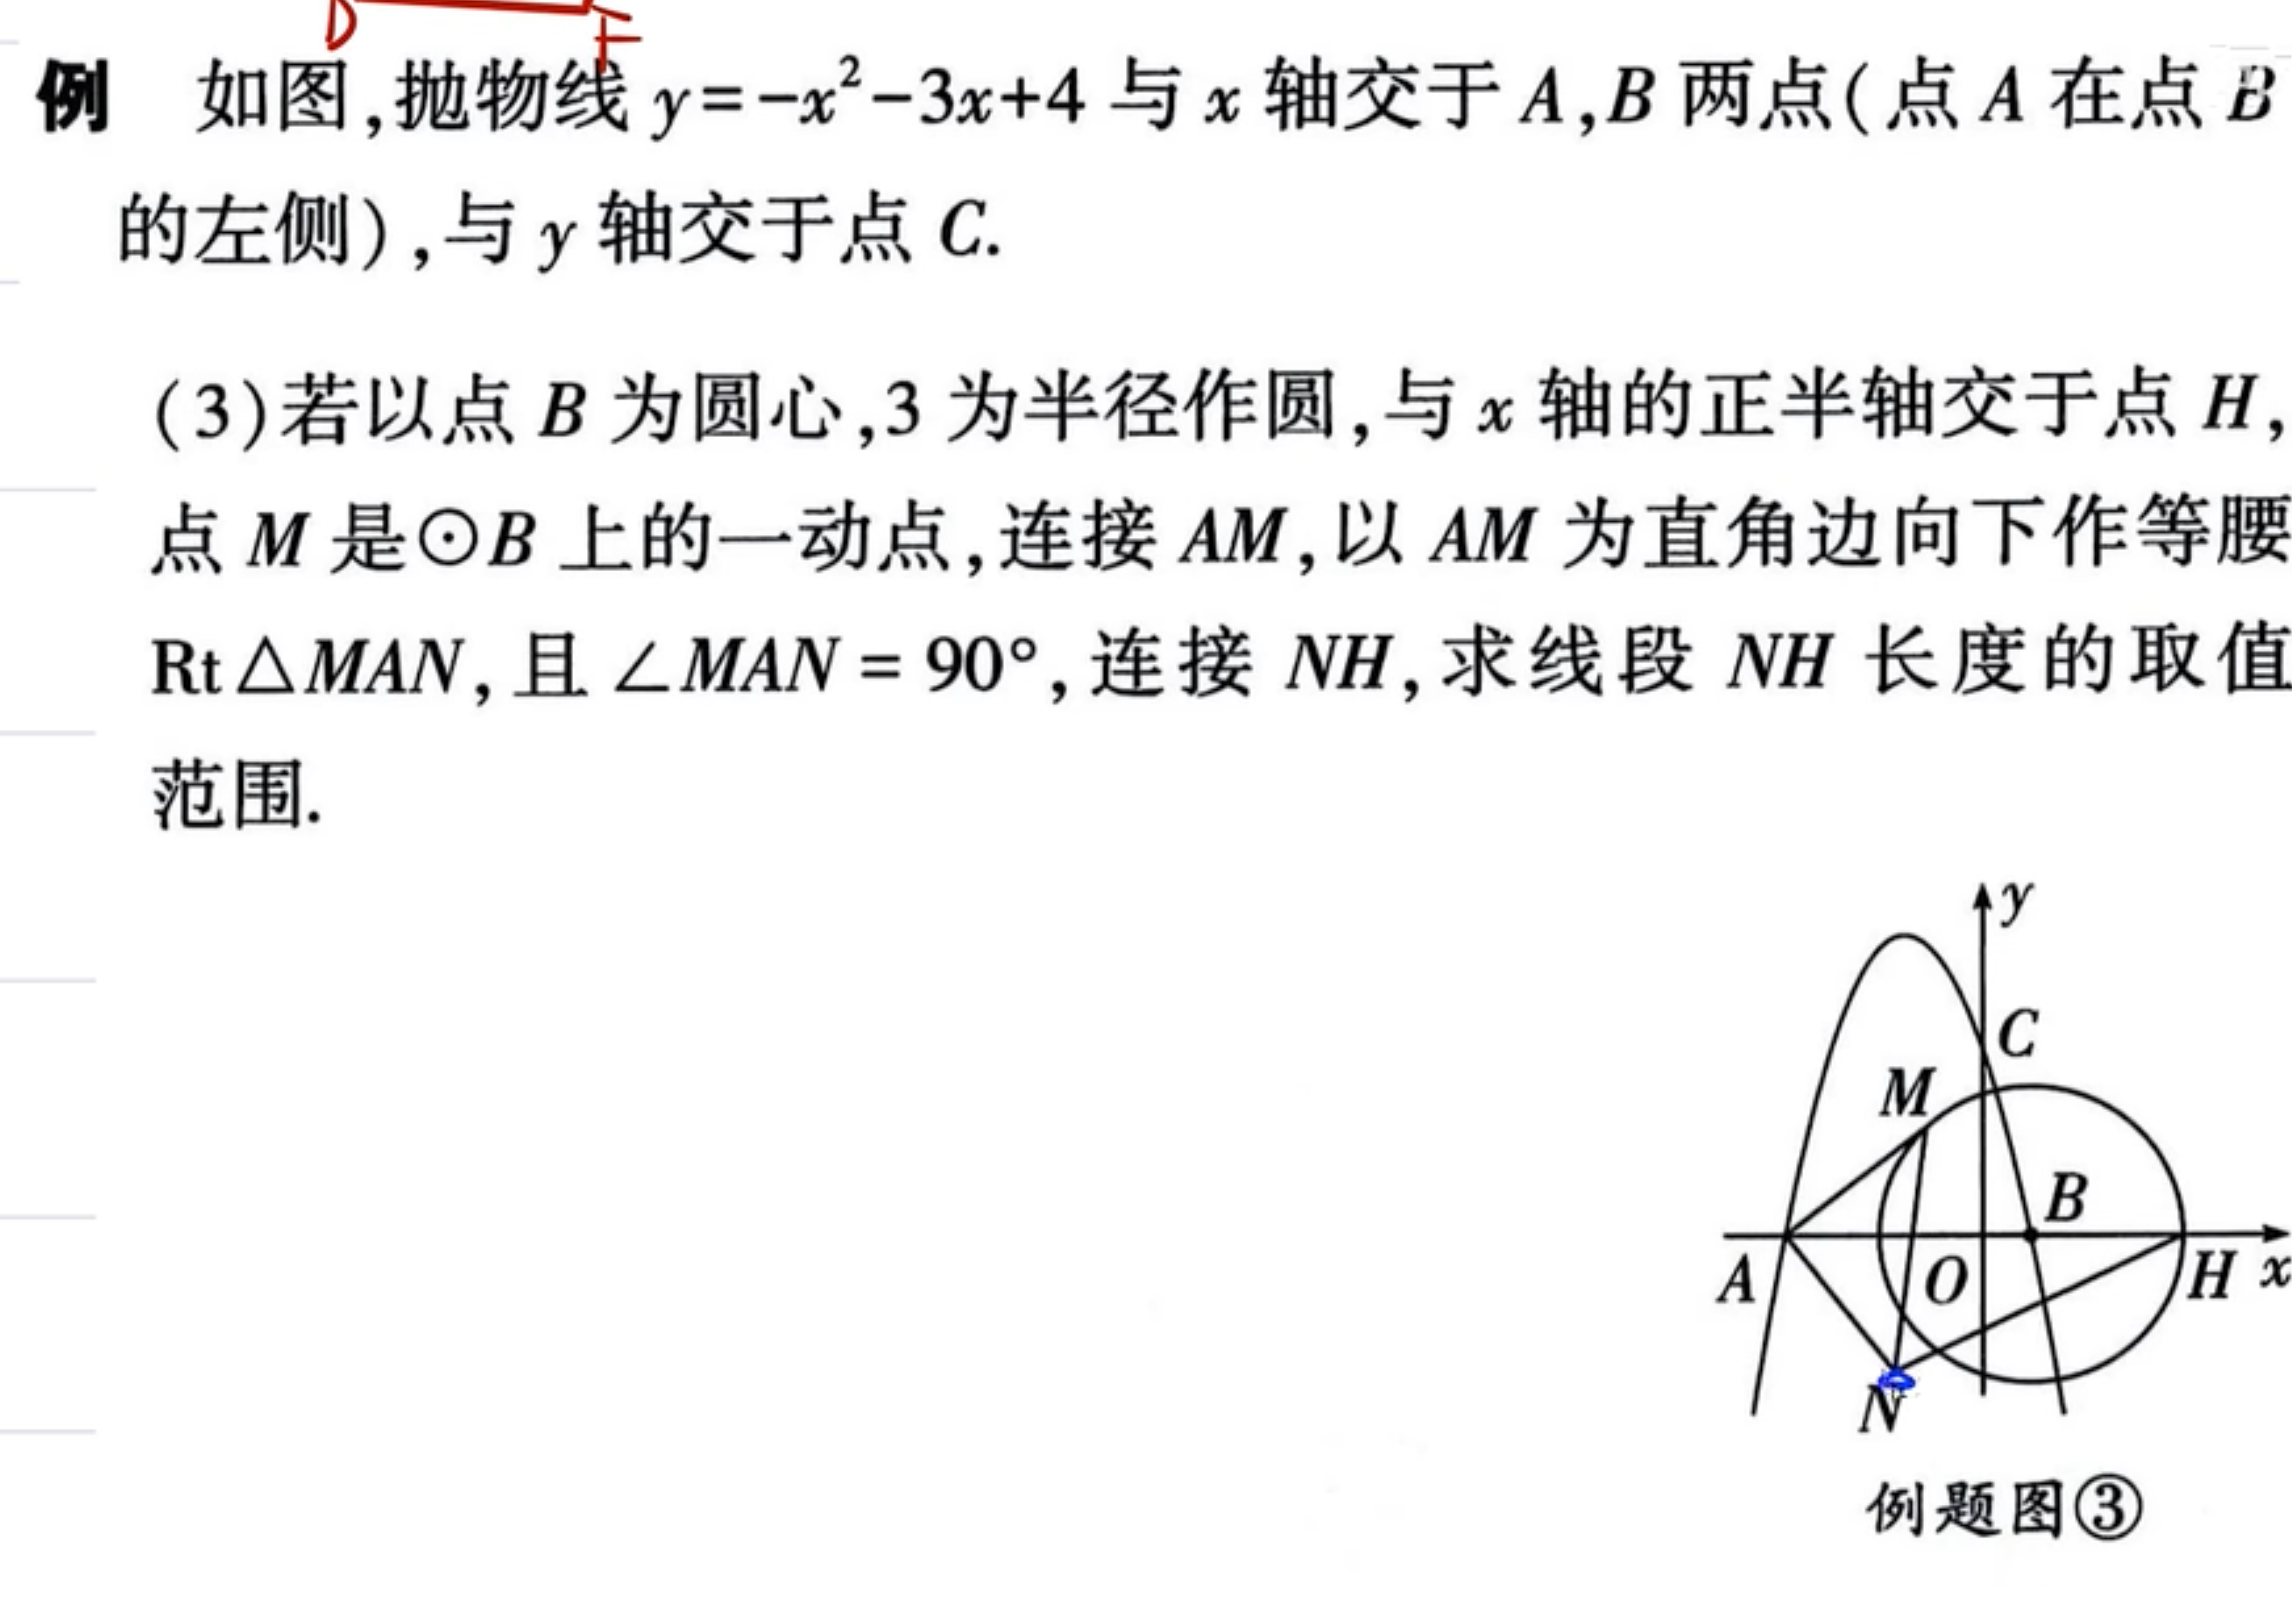 D F
例 如图,抛物线 y=-x²-3x+4 与 x 轴交于 A,B 两点(点 A 在点 B
的左侧),与 y 轴交于点 C.
(3)若以点 B 为圆心,3 为半径作圆,与 x 轴的正半轴交于点 H,
点 M 是⊙B 上的一动点,连接 AM,以 AM 为直角边向下作等腰
Rt△MAN,且∠MAN=90°,连接 NH,求线段 NH 长度的取值
范围.
y
C
M
B
A O H x
N
例题图③